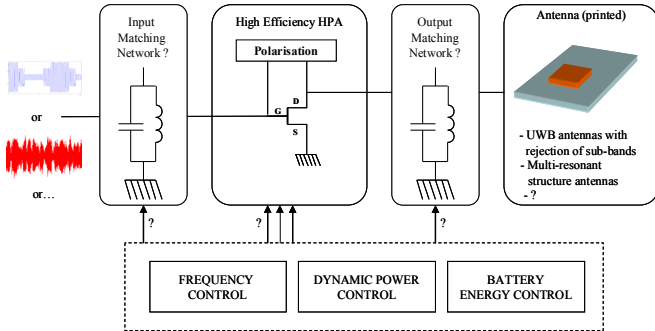 Input
Matching
Network ?
High Efficiency HPA
Polarisation
D
G
S
Output
Matching
Network ?
Antenna (printed)
or
or…
- UWB antennas with
rejection of sub-bands
- Multi-resonant
structure antennas
- ?
?
?
?
FREQUENCY
CONTROL
DYNAMIC POWER
CONTROL
BATTERY
ENERGY CONTROL